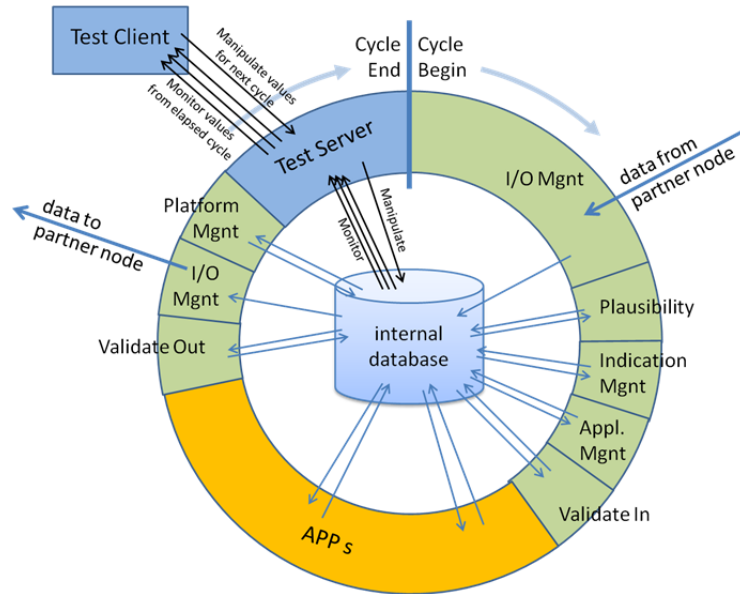 Test Client
Manipulate values
for next cycle
Monitor values
from elapsed cycle
Cycle
End
Cycle
Begin
Test Server
I/O Mgnt
data from
partner node
Platform
Mgnt
data to
partner node
I/O
Mgnt
Validate Out
Monitor
Manipulate
internal
database
Plausibility
Indication
Mgnt
Appl.
Mgnt
Validate In
APP s